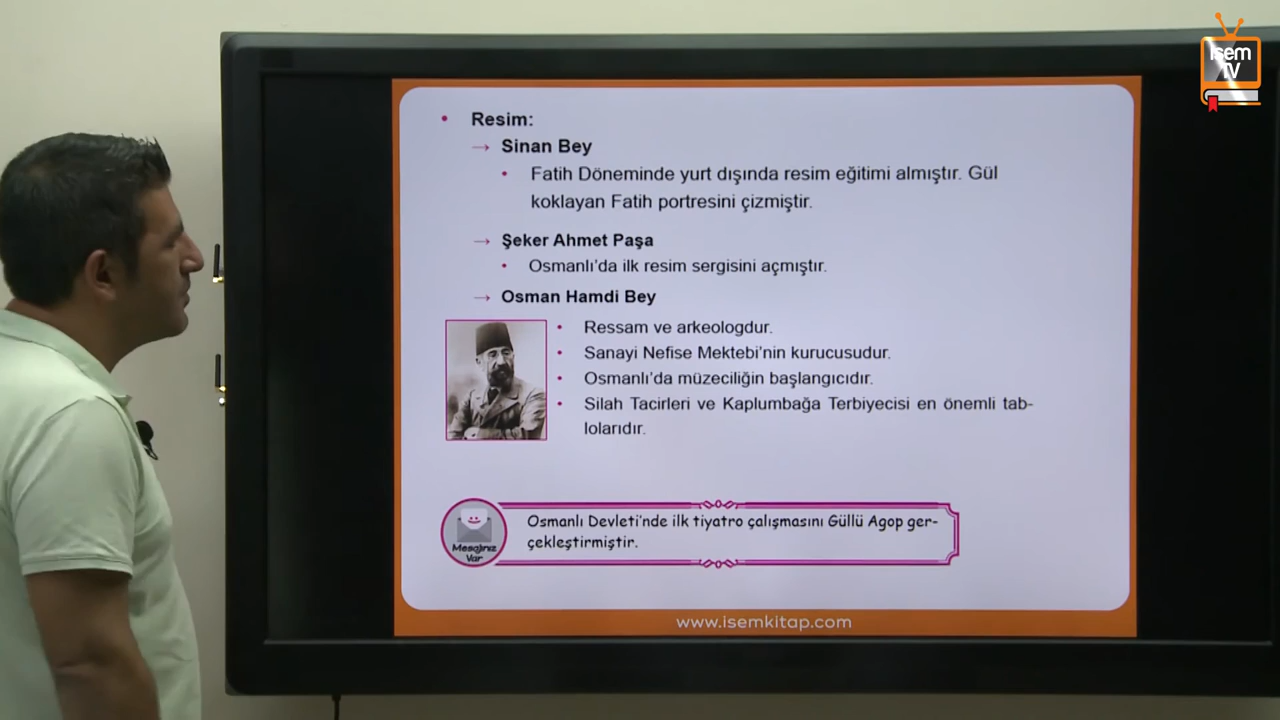 isem
TV
• Resim:
→ Sinan Bey
• Fatih Döneminde yurt dışında resim eğitimi almıştır. Gül
koklayan Fatih portresini çizmiştir.
→ Şeker Ahmet Paşa
• Osmanlı’da ilk resim sergisini açmıştır.
→ Osman Hamdi Bey
• Ressam ve arkeologdur.
• Sanayi Nefise Mektebi’nin kurucusudur.
• Osmanlı’da müzeciliğin başlangıcıdır.
• Silah Tacirleri ve Kaplumbağa Terbiyecisi en önemli tab-
lolarıdır.
Mesajınız
Var
Osmanlı Devleti’nde ilk tiyatro çalışmasını Güllü Agop ger-
çekleştirmiştir.
www.isemkitap.com